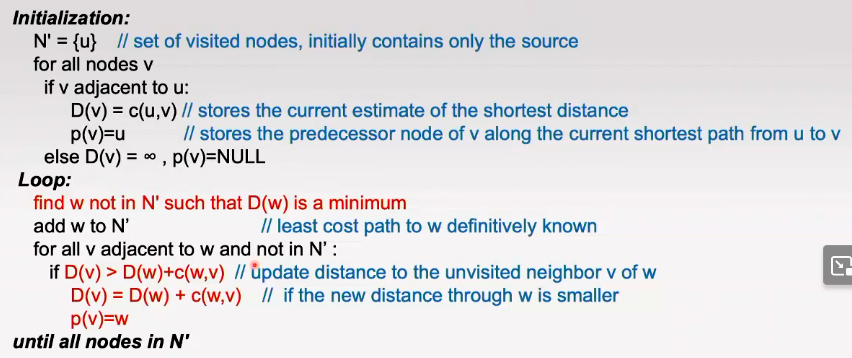 Initialization:
N' = {u} // set of visited nodes, initially contains only the source
for all nodes v
if v adjacent to u:
D(v) = c(u,v) // stores the current estimate of the shortest distance
p(v)=u // stores the predecessor node of v along the current shortest path from u to v
else D(v) = ∞ , p(v)=NULL
Loop:
find w not in N' such that D(w) is a minimum
add w to N’ // least cost path to w definitively known
for all v adjacent to w and not in N’ :
if D(v) > D(w)+c(w,v) // update distance to the unvisited neighbor v of w
D(v) = D(w) + c(w,v) // if the new distance through w is smaller
p(v)=w
until all nodes in N'